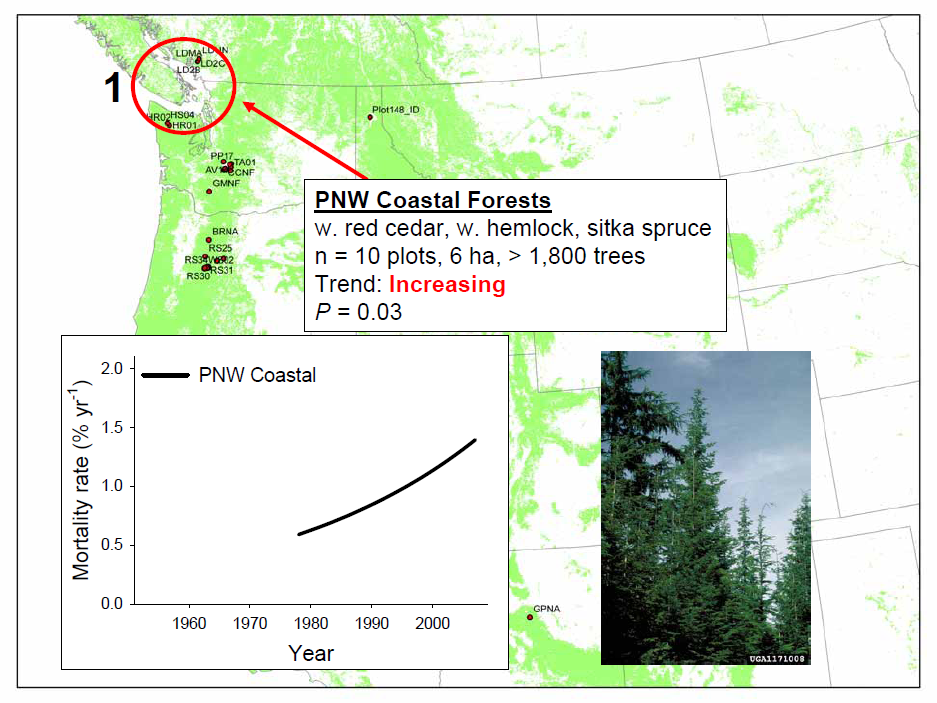 1
LDMA
LD2B
LD2C
HR02
HS04
HR01
Plot148_ID
PP17
TA01
CCNF
GMNF
BRNA
RS25
RS31
RS30
PNW Coastal Forests
w. red cedar, w. hemlock, sitka spruce
n = 10 plots, 6 ha, > 1,800 trees
Trend: Increasing
P = 0.03
PNW Coastal
Mortality rate (% yr-1)
2.0
1.5
1.0
0.5
0.0
1960 1970 1980 1990 2000
Year
GPNA
UGA1171009